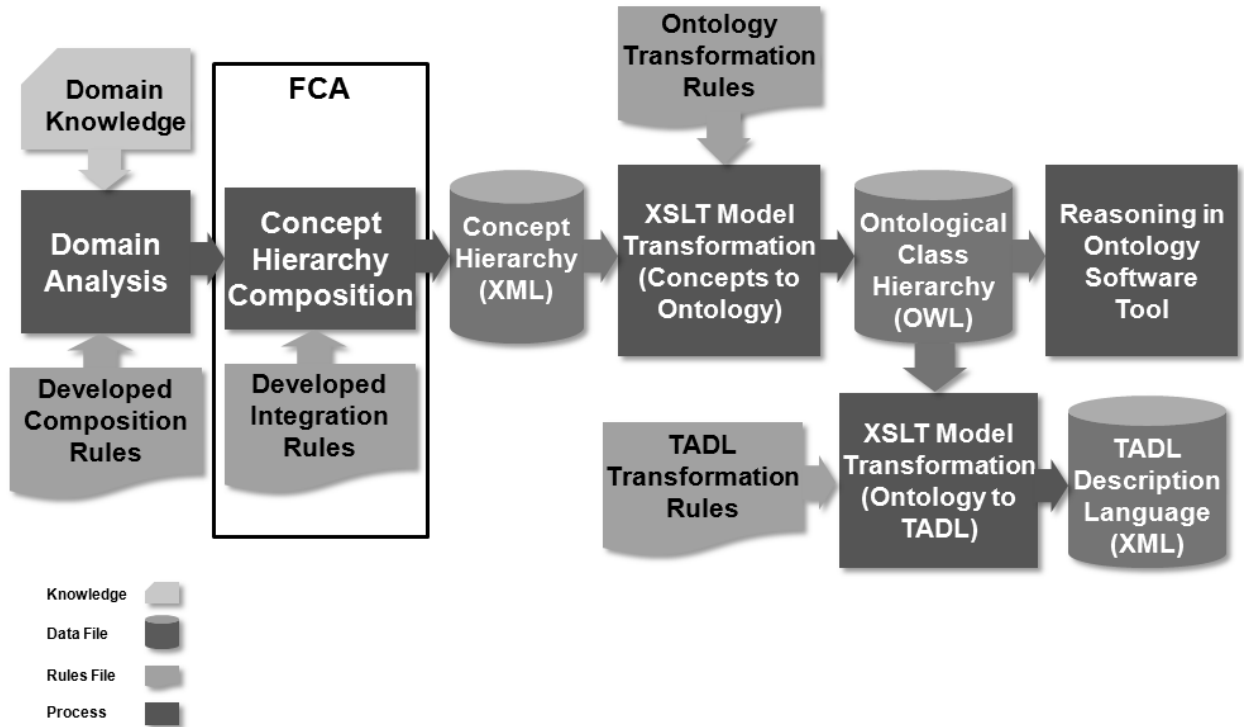 Domain
Knowledge
FCA
Ontology
Transformation
Rules
Domain
Analysis
Concept
Hierarchy
Composition
Concept
Hierarchy
(XML)
XSLT Model
Transformation
(Concepts to
Ontology)
Ontological
Class
Hierarchy
(OWL)
Reasoning in
Ontology
Software
Tool
Developed
Composition
Rules
Developed
Integration
Rules
TADL
Transformation
Rules
XSLT Model
Transformation
(Ontology to
TADL)
TADL
Description
Language
(XML)
Knowledge
Data File
Rules File
Process